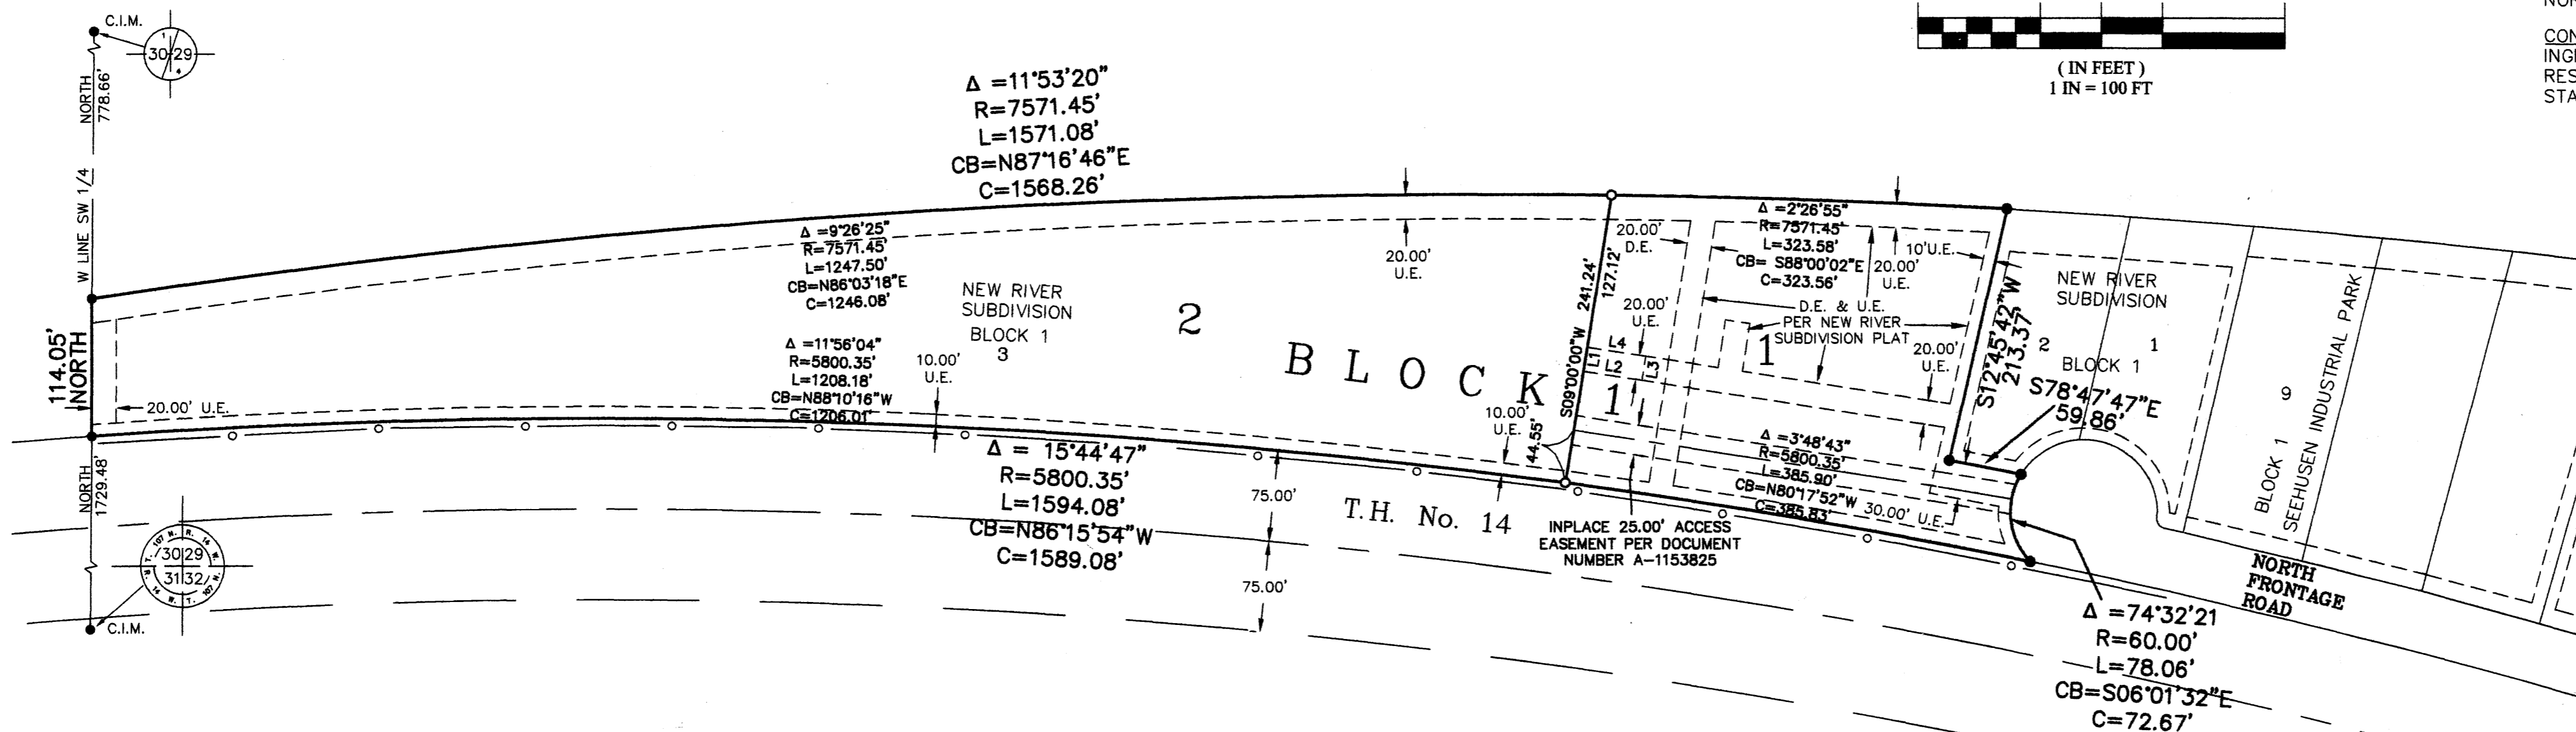 C.I.M.
1
30 29
4
NORTH
778.66'
W LINE SW 1/4
Δ =11°53'20"
R=7571.45'
L=1571.08'
CB=N87°16'46"E
C=1568.26'
( IN FEET )
1 IN = 100 FT
CON
RES
STA
Δ =9°26'25"
R=7571.45'
L=1247.50'
CB=N86°03'18"E
C=1246.08'
NEW RIVER
SUBDIVISION
BLOCK 1
3
2
BLOCK 1
20.00'
U.E.
Δ =11°56'04"
R=5800.35'
L=1208.18'
CB=N88°10'16"W
C=1206.01'
10.00'
U.E.
114.05'
NORTH
20.00' U.E.
S09°00'00"W 241.24'
127.12'
44.55'
10.00'
U.E.
20.00'
D.E.
20.00'
U.E.
L1
L4
L2
L3
Δ =2°26'55"
R=7571.45'
L=323.58'
CB= S88°00'02"E
C=323.56'
20.00'
U.E.
10'U.E.
D.E. & U.E.
PER NEW RIVER
SUBDIVISION PLAT
1
20.00'
U.E.
S12°45'42"W
213.37'
NEW RIVER
SUBDIVISION
2
1
BLOCK 1
S78°47'47"E
59.86'
9
BLOCK 1
SEEHUSEN INDUSTRIAL PARK
Δ =3°48'43"
R=5800.35'
L=385.90'
CB=N80°17'52"W
C=385.83'
30.00' U.E.
Δ = 15°44'47"
R=5800.35'
L=1594.08'
CB=N86°15'54"W
C=1589.08'
75.00'
75.00'
T.H. No. 14
INPLACE 25.00' ACCESS
EASEMENT PER DOCUMENT
NUMBER A-1153825
NORTH
FRONTAGE
ROAD
Δ =74°32'21
R=60.00'
L=78.06'
CB=S06°01'32"E
C=72.67'
NORTH
1729.48'
T. 107 N. R. 14 W.
30 29
31 32
T. 107 N. R. 14 W.
C.I.M.